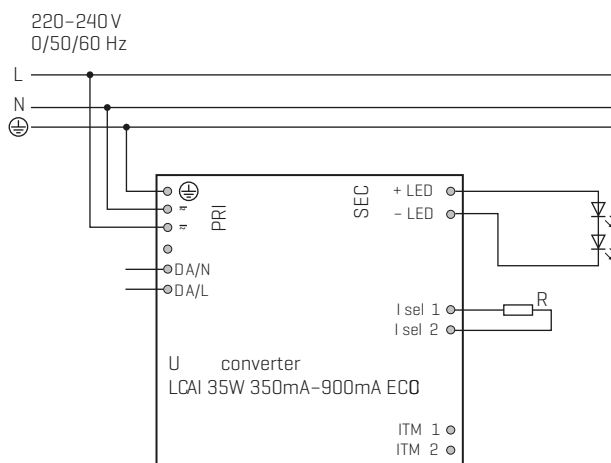 220–240 V
0/50/60 Hz
L
N
PRI
SEC
+ LED
– LED
DA/N
DA/L
I sel 1
R
I sel 2
U converter
LCAI 35W 350mA–900mA ECO
ITM 1
ITM 2